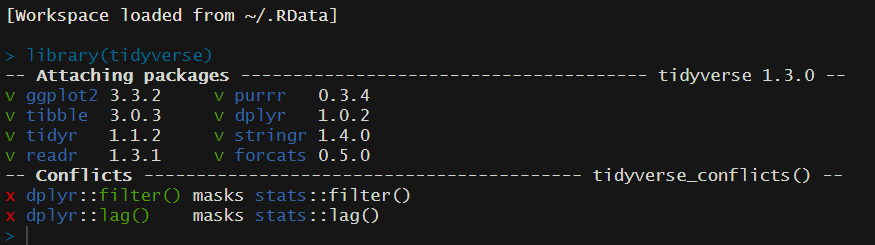 [Workspace loaded from ~/.RData]
> library(tidyverse)
-- Attaching packages --------------------------------------- tidyverse 1.3.0 --
v ggplot2 3.3.2     v purrr   0.3.4
v tibble  3.0.3     v dplyr   1.0.2
v tidyr   1.1.2     v stringr 1.4.0
v readr   1.3.1     v forcats 0.5.0
-- Conflicts ------------------------------------------ tidyverse_conflicts() --
x dplyr::filter() masks stats::filter()
x dplyr::lag()    masks stats::lag()
>